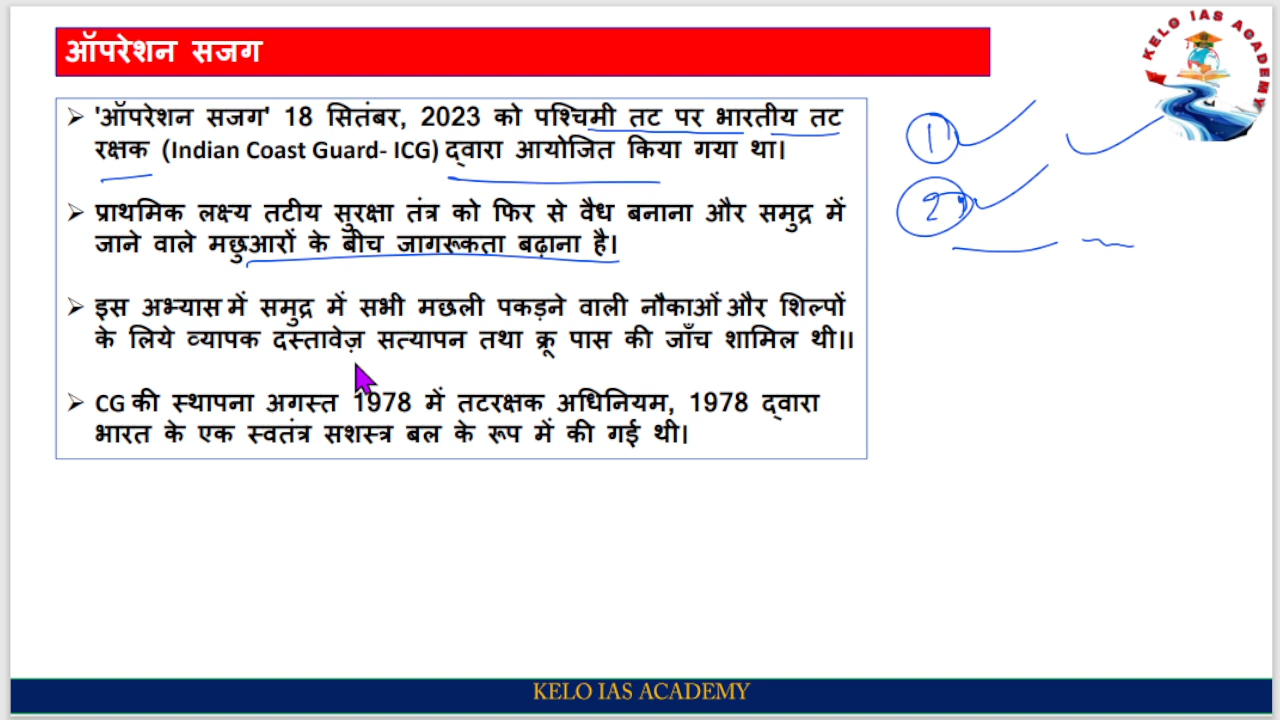 ऑपरेशन सजग
KELO IAS ACADEMY
➢ 'ऑपरेशन सजग' 18 सितंबर, 2023 को पश्चिमी तट पर भारतीय तट
रक्षक (Indian Coast Guard- ICG) द्वारा आयोजित किया गया था।
➢ प्राथमिक लक्ष्य तटीय सुरक्षा तंत्र को फिर से वैध बनाना और समुद्र में
जाने वाले मछुआरों के बीच जागरूकता बढ़ाना है।
➢ इस अभ्यास में समुद्र में सभी मछली पकड़ने वाली नौकाओं और शिल्पों
के लिये व्यापक दस्तावेज़ सत्यापन तथा क्रू पास की जाँच शामिल थी।।
➢ CG की स्थापना अगस्त 1978 में तटरक्षक अधिनियम, 1978 द्वारा
भारत के एक स्वतंत्र सशस्त्र बल के रूप में की गई थी।
1
2
KELO IAS ACADEMY